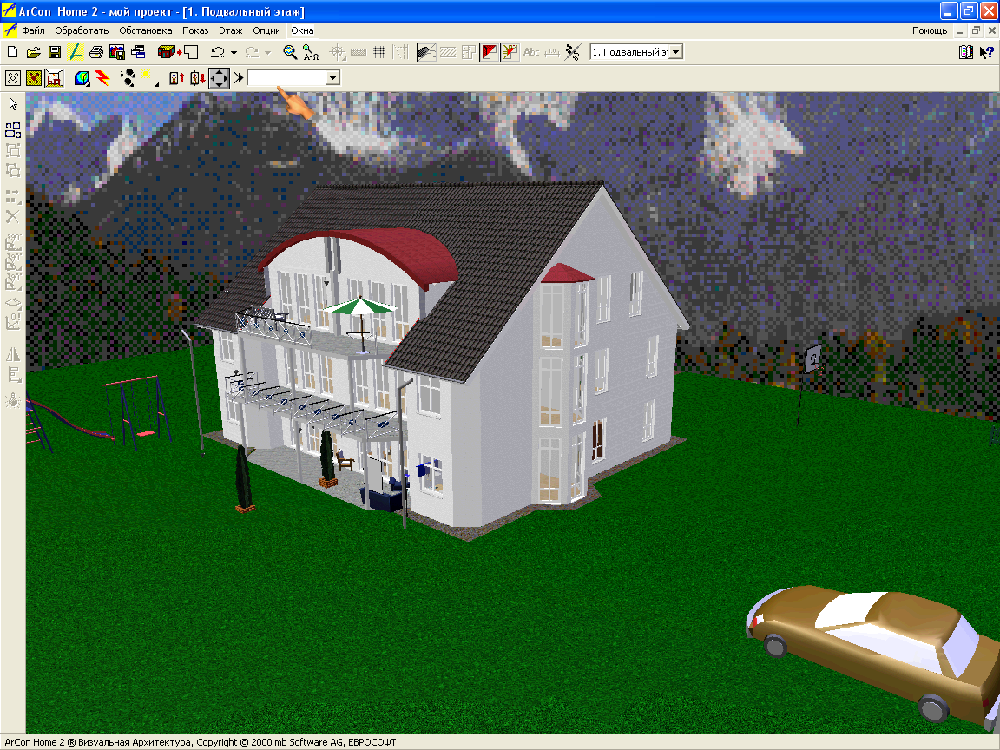 ArCon Home 2 - мой проект - [1. Подвальный этаж]
Файл Обработать Обстановка Показ Этаж Опции Окна Помощь
A-Ω Abc 1. Подвальный э
ArCon Home 2 ® Визуальная Архитектура, Copyright © 2000 mb Software AG, ЕВРОСОФТ